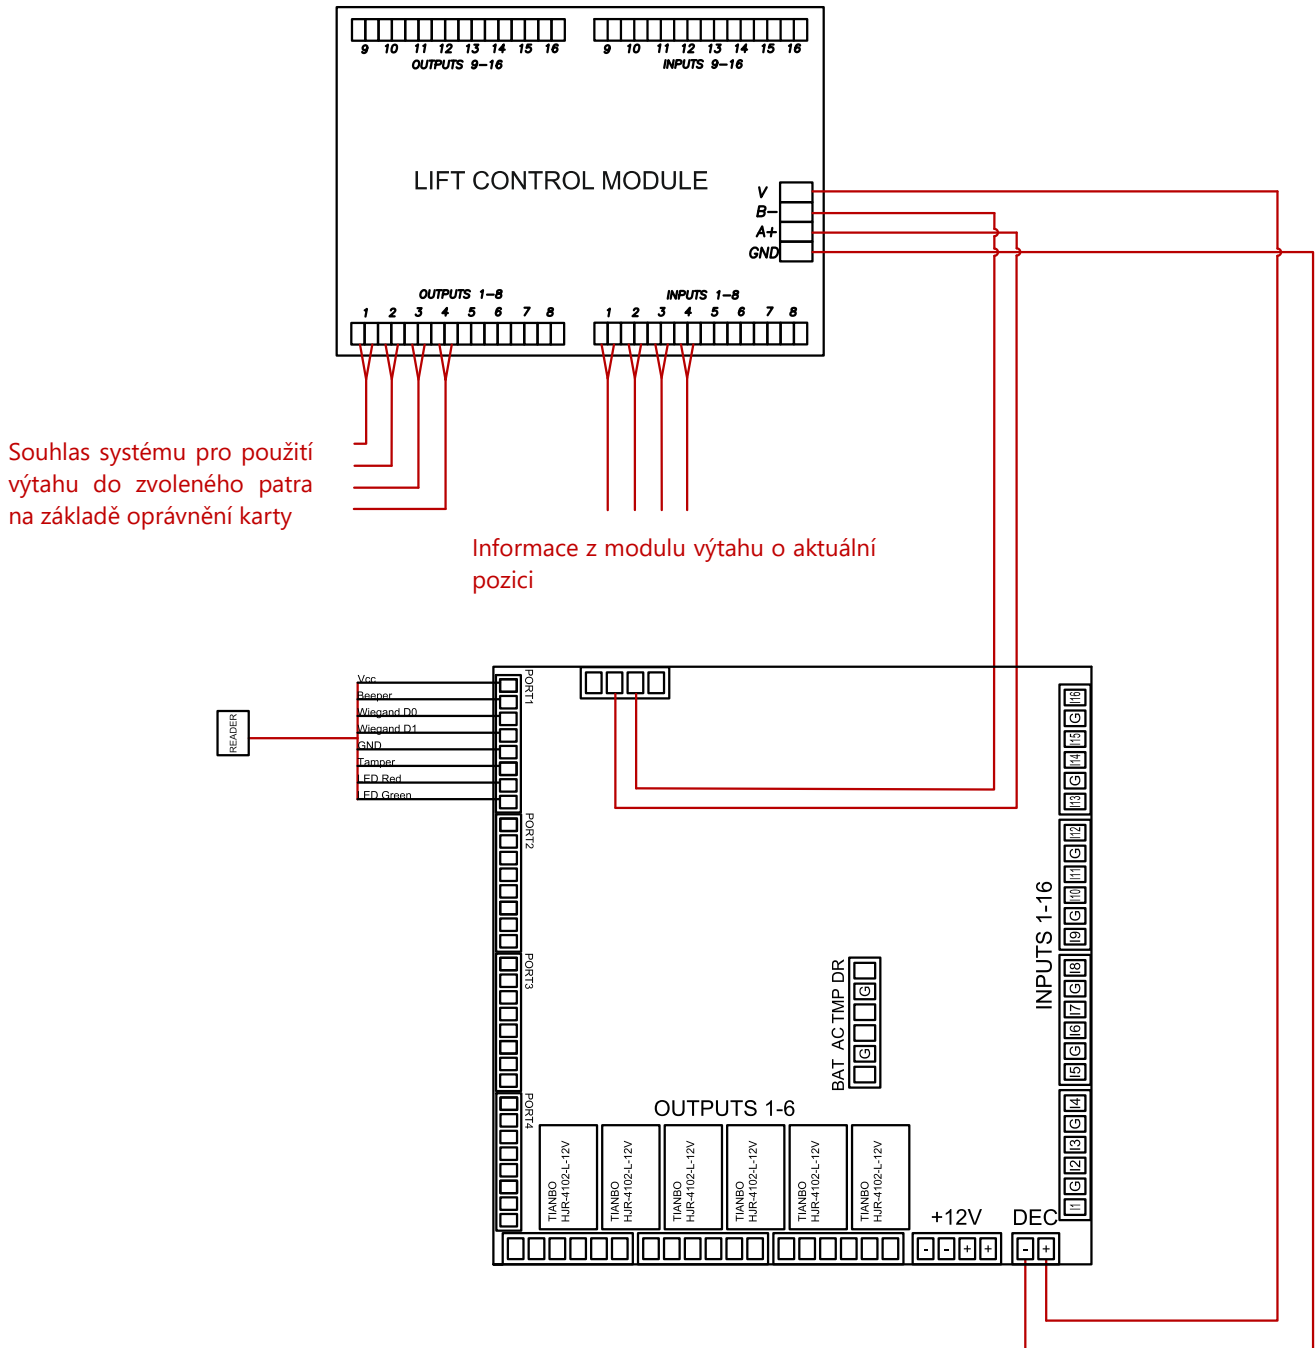 9 10 11 12 13 14 15 16
OUTPUTS 9-16
9 10 11 12 13 14 15 16
INPUTS 9-16
LIFT CONTROL MODULE
V
B-
A+
GND
OUTPUTS 1-8
1 2 3 4 5 6 7 8
INPUTS 1-8
1 2 3 4 5 6 7 8
Souhlas systému pro použití
výtahu do zvoleného patra
na základě oprávnění karty
Informace z modulu výtahu o aktuální
pozici
READER
Vcc
Beeper
Wiegand D0
Wiegand D1
GND
Tamper
LED Red
LED Green
PORT1
PORT2
PORT3
PORT4
I16
G
I15
I14
G
I13
I12
G
I11
I10
G
I9
I8
G
I7
I6
G
I5
I4
G
I3
I2
G
I1
INPUTS 1-16
BAT AC TMP DR
G
G
OUTPUTS 1-6
TIANBO
HJR-4102-L-12V
TIANBO
HJR-4102-L-12V
TIANBO
HJR-4102-L-12V
TIANBO
HJR-4102-L-12V
TIANBO
HJR-4102-L-12V
TIANBO
HJR-4102-L-12V
+12V
- - + +
DEC
- +